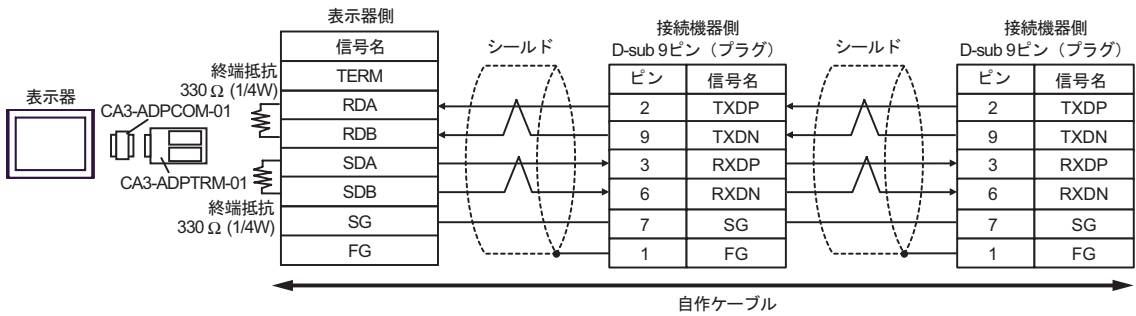 表示器
CA3-ADPCOM-01
CA3-ADPTRM-01
終端抵抗
330 Ω (1/4W)
終端抵抗
330 Ω (1/4W)
表示器側
信号名
TERM
RDA
RDB
SDA
SDB
SG
FG
シールド
接続機器側
D-sub 9ピン（プラグ）
ピン 信号名
2 TXDP
9 TXDN
3 RXDP
6 RXDN
7 SG
1 FG
シールド
接続機器側
D-sub 9ピン（プラグ）
ピン 信号名
2 TXDP
9 TXDN
3 RXDP
6 RXDN
7 SG
1 FG
自作ケーブル